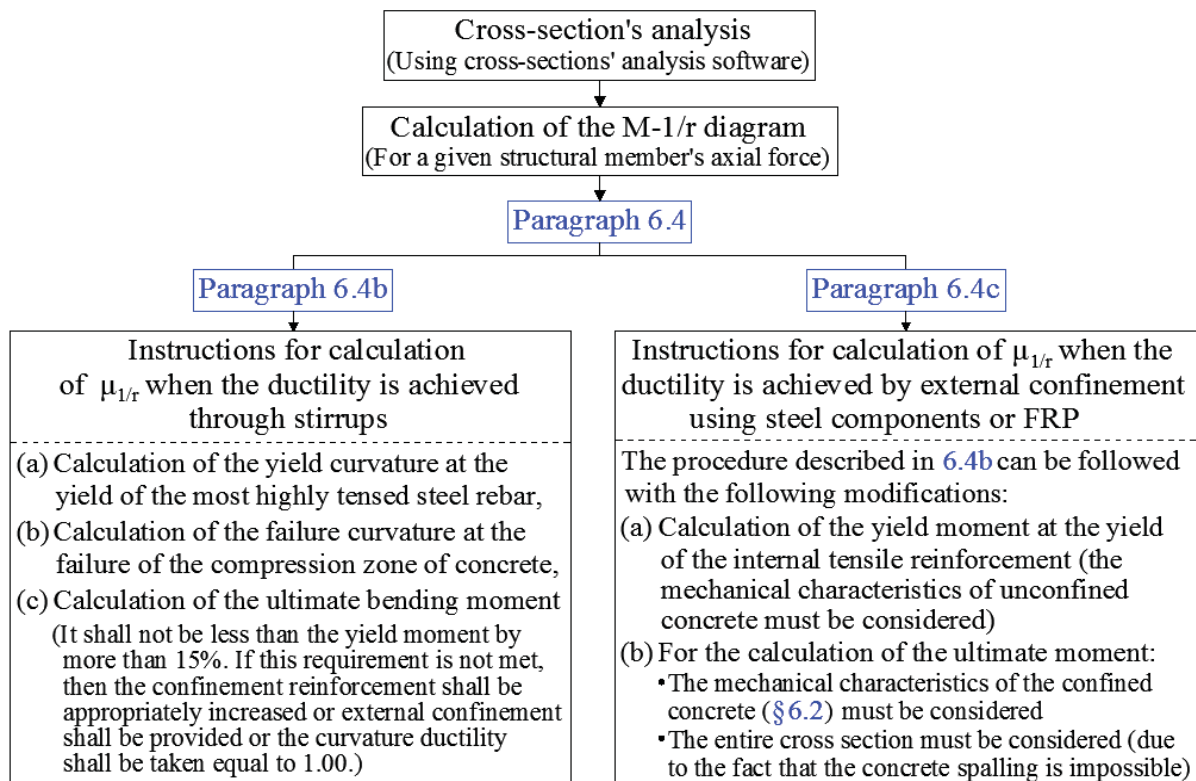 Cross-section's analysis
(Using cross-sections' analysis software)
Calculation of the M-1/r diagram
(For a given structural member's axial force)
Paragraph 6.4
Paragraph 6.4b
Instructions for calculation
of μ1/r when the ductility is achieved
through stirrups
(a) Calculation of the yield curvature at the
yield of the most highly tensed steel rebar,
(b) Calculation of the failure curvature at the
failure of the compression zone of concrete,
(c) Calculation of the ultimate bending moment
(It shall not be less than the yield moment by
more than 15%. If this requirement is not met,
then the confinement reinforcement shall be
appropriately increased or external confinement
shall be provided or the curvature ductility
shall be taken equal to 1.00.)
Paragraph 6.4c
Instructions for calculation of μ1/r when the
ductility is achieved by external confinement
using steel components or FRP
The procedure described in 6.4b can be followed
with the following modifications:
(a) Calculation of the yield moment at the yield
of the internal tensile reinforcement (the
mechanical characteristics of unconfined
concrete must be considered)
(b) For the calculation of the ultimate moment:
•The mechanical characteristics of the confined
concrete (§6.2) must be considered
•The entire cross section must be considered (due
to the fact that the concrete spalling is impossible)